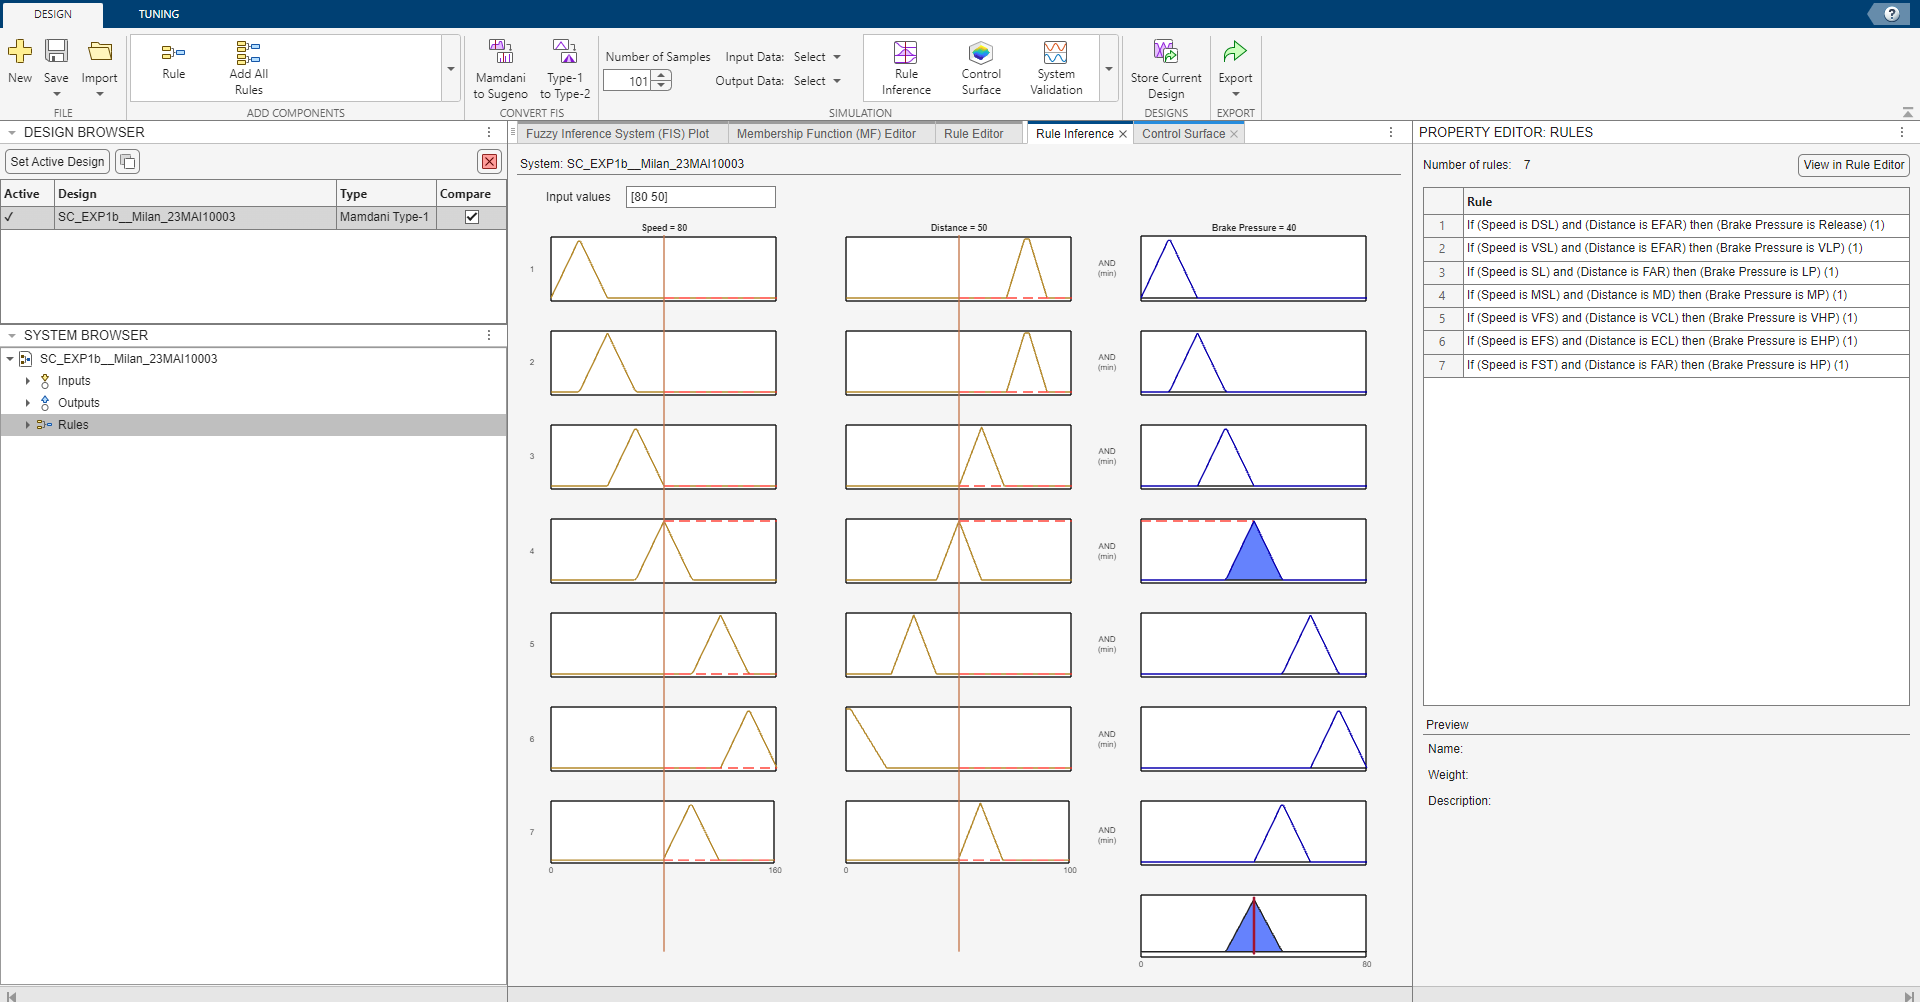 DESIGN
TUNING
New
Save
Import
Rule
Add All
Rules
Mamdani
to Sugeno
Type-1
to Type-2
Number of Samples
101
Input Data: Select
Output Data: Select
Rule
Inference
Control
Surface
System
Validation
Store Current
Design
Export
FILE
ADD COMPONENTS
CONVERT FIS
SIMULATION
DESIGNS
EXPORT
DESIGN BROWSER
Set Active Design
Active Design Type Compare
SC_EXP1b__Milan_23MAI10003 Mamdani Type-1
SYSTEM BROWSER
SC_EXP1b__Milan_23MAI10003
Inputs
Outputs
Rules
Fuzzy Inference System (FIS) Plot
Membership Function (MF) Editor
Rule Editor
Rule Inference
Control Surface
System: SC_EXP1b__Milan_23MAI10003
Input values [80 50]
Speed = 80
Distance = 50
Brake Pressure = 40
1
AND
(min)
2
AND
(min)
3
AND
(min)
4
AND
(min)
5
AND
(min)
6
AND
(min)
7
AND
(min)
0 160
0 100
0 80
PROPERTY EDITOR: RULES
Number of rules: 7
View in Rule Editor
Rule
1 If (Speed is DSL) and (Distance is EFAR) then (Brake Pressure is Release) (1)
2 If (Speed is VSL) and (Distance is EFAR) then (Brake Pressure is VLP) (1)
3 If (Speed is SL) and (Distance is FAR) then (Brake Pressure is LP) (1)
4 If (Speed is MSL) and (Distance is MD) then (Brake Pressure is MP) (1)
5 If (Speed is VFS) and (Distance is VCL) then (Brake Pressure is VHP) (1)
6 If (Speed is EFS) and (Distance is ECL) then (Brake Pressure is EHP) (1)
7 If (Speed is FST) and (Distance is FAR) then (Brake Pressure is HP) (1)
Preview
Name:
Weight:
Description: